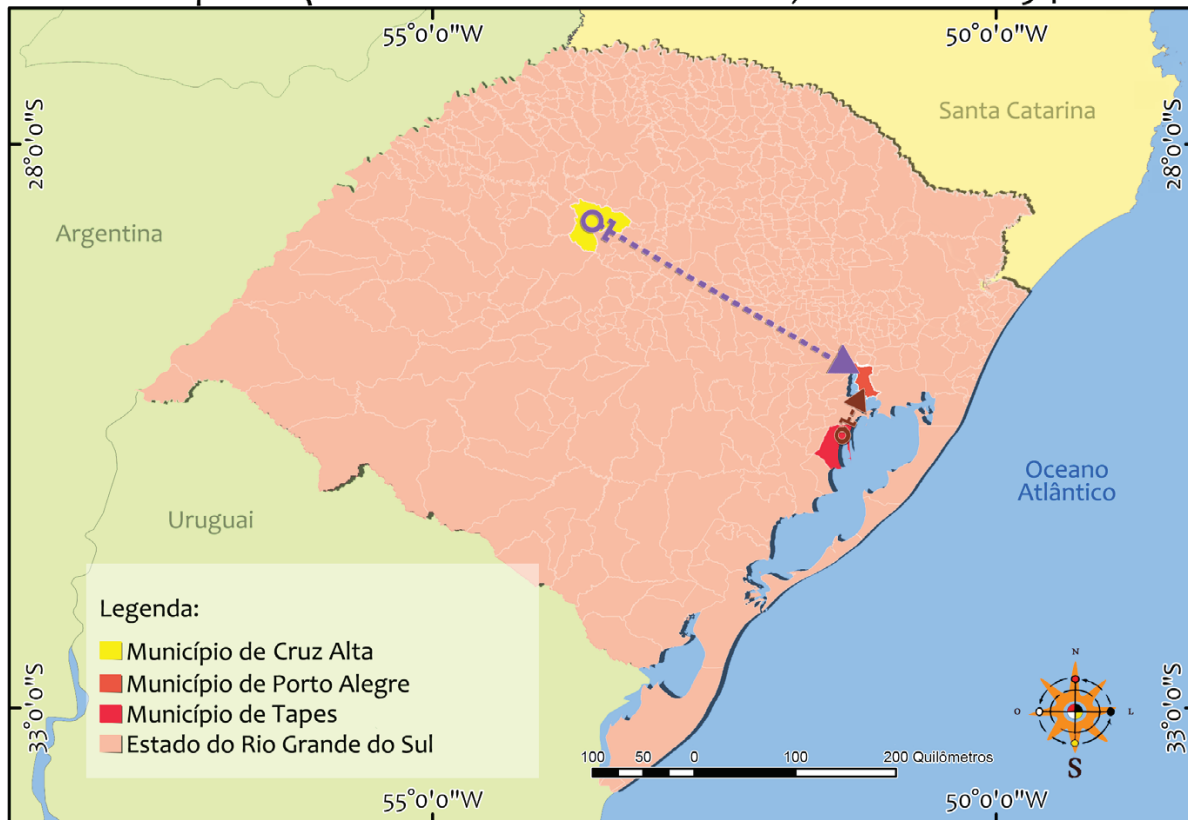 55°0'0"W
50°0'0"W
Santa Catarina
28°0'0"S
28°0'0"S
Argentina
Oceano
Atlântico
Uruguai
Legenda:
Município de Cruz Alta
Município de Porto Alegre
Município de Tapes
Estado do Rio Grande do Sul
33°0'0"S
33°0'0"S
N
O
L
S
100 50 0 100 200 Quilômetros
55°0'0"W
50°0'0"W